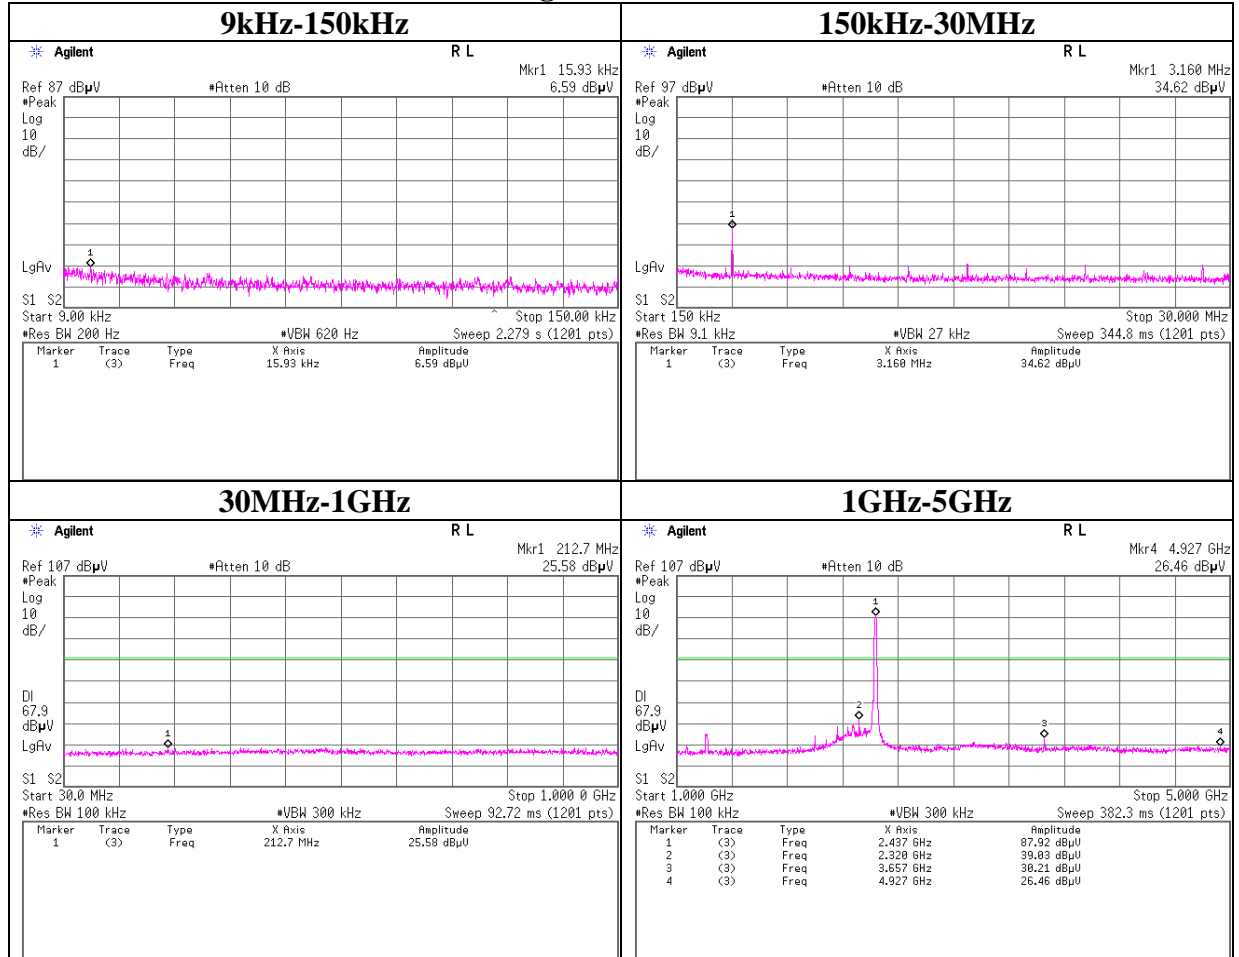 9kHz-150kHz
Agilent R L
Mkr1 15.93 kHz
Ref 87 dBµV #Atten 10 dB 6.59 dBµV
#Peak
Log
10
dB/
1
LgAv
S1 S2
Start 9.00 kHz ^ Stop 150.00 kHz
#Res BW 200 Hz #VBW 620 Hz Sweep 2.279 s (1201 pts)
Marker Trace Type X Axis Amplitude
1 (3) Freq 15.93 kHz 6.59 dBµV
150kHz-30MHz
Agilent R L
Mkr1 3.160 MHz
Ref 97 dBµV #Atten 10 dB 34.62 dBµV
#Peak
Log
10
dB/
1
LgAv
S1 S2
Start 150 kHz Stop 30.000 MHz
#Res BW 9.1 kHz #VBW 27 kHz Sweep 344.8 ms (1201 pts)
Marker Trace Type X Axis Amplitude
1 (3) Freq 3.160 MHz 34.62 dBµV
30MHz-1GHz
Agilent R L
Mkr1 212.7 MHz
Ref 107 dBµV #Atten 10 dB 25.58 dBµV
#Peak
Log
10
dB/
DI
67.9
dBµV
1
LgAv
S1 S2
Start 30.0 MHz Stop 1.000 0 GHz
#Res BW 100 kHz #VBW 300 kHz Sweep 92.72 ms (1201 pts)
Marker Trace Type X Axis Amplitude
1 (3) Freq 212.7 MHz 25.58 dBµV
1GHz-5GHz
Agilent R L
Mkr4 4.927 GHz
Ref 107 dBµV #Atten 10 dB 26.46 dBµV
#Peak
Log
10
dB/
1
DI
67.9
dBµV
2
3
4
LgAv
S1 S2
Start 1.000 GHz Stop 5.000 GHz
#Res BW 100 kHz #VBW 300 kHz Sweep 382.3 ms (1201 pts)
Marker Trace Type X Axis Amplitude
1 (3) Freq 2.437 GHz 87.92 dBµV
2 (3) Freq 2.320 GHz 39.03 dBµV
3 (3) Freq 3.657 GHz 30.21 dBµV
4 (3) Freq 4.927 GHz 26.46 dBµV